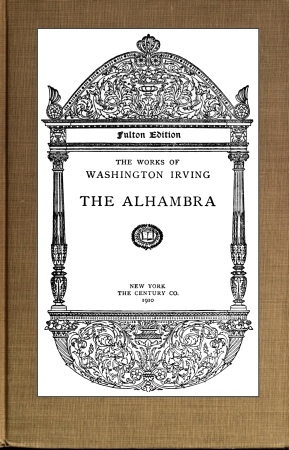 Fulton Edition
THE WORKS OF
WASHINGTON IRVING
THE ALHAMBRA
NEW YORK
THE CENTURY CO.
1910